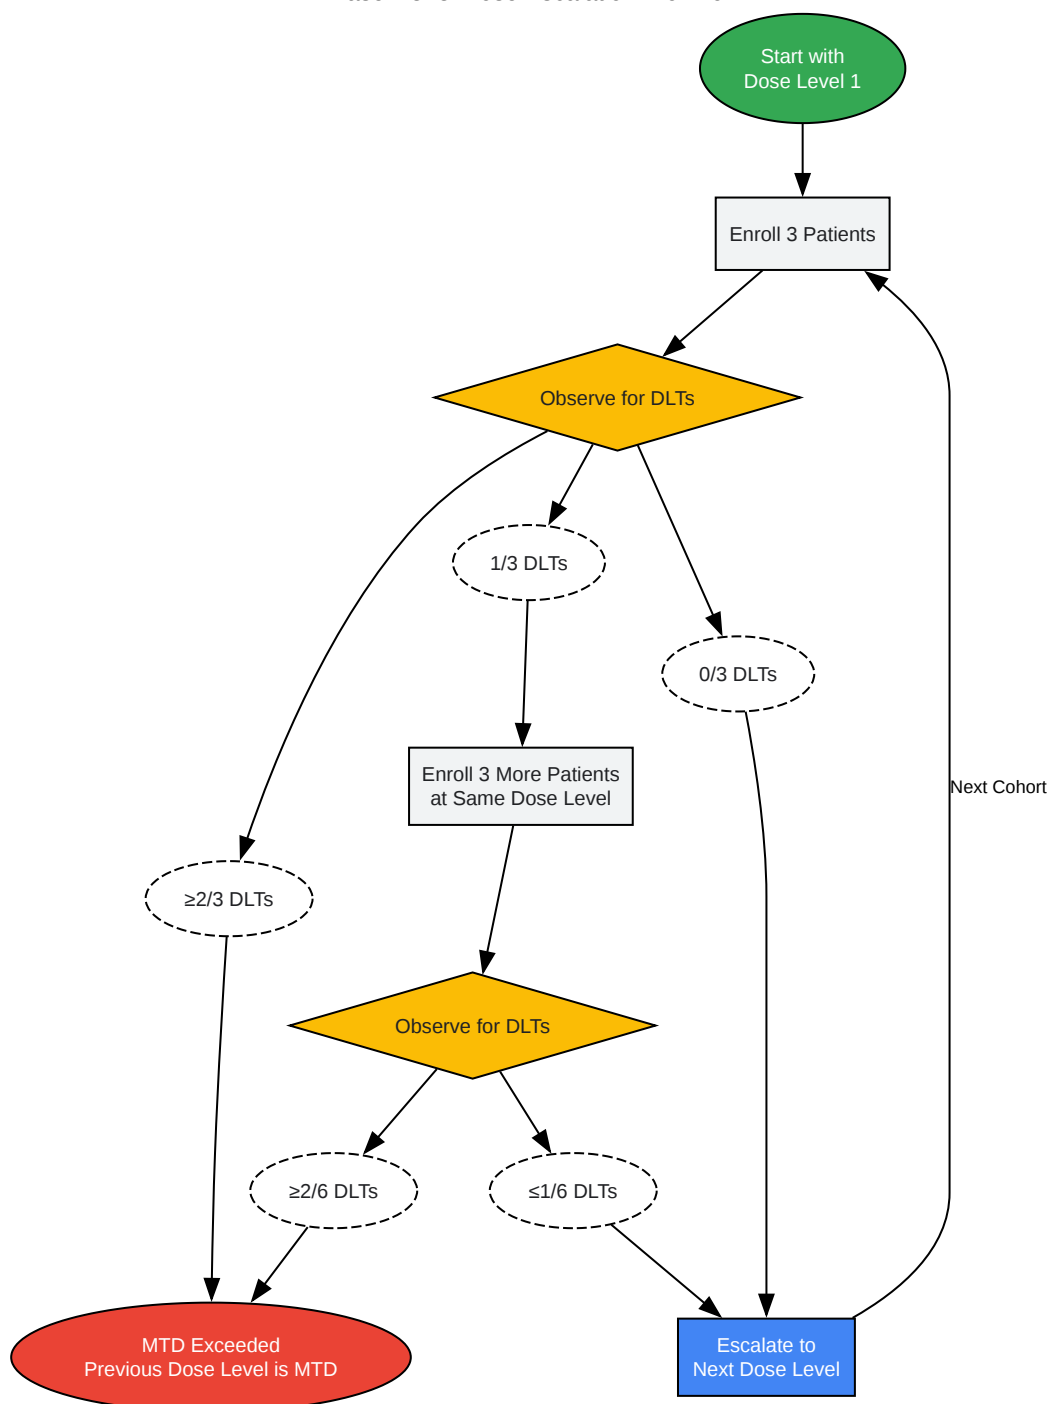 Start with
Dose Level 1
Enroll 3 Patients
Observe for DLTs
1/3 DLTs
0/3 DLTs
Enroll 3 More Patients
at Same Dose Level
Next Cohort
≥2/3 DLTs
Observe for DLTs
≥2/6 DLTs
≤1/6 DLTs
MTD Exceeded
Previous Dose Level is MTD
Escalate to
Next Dose Level